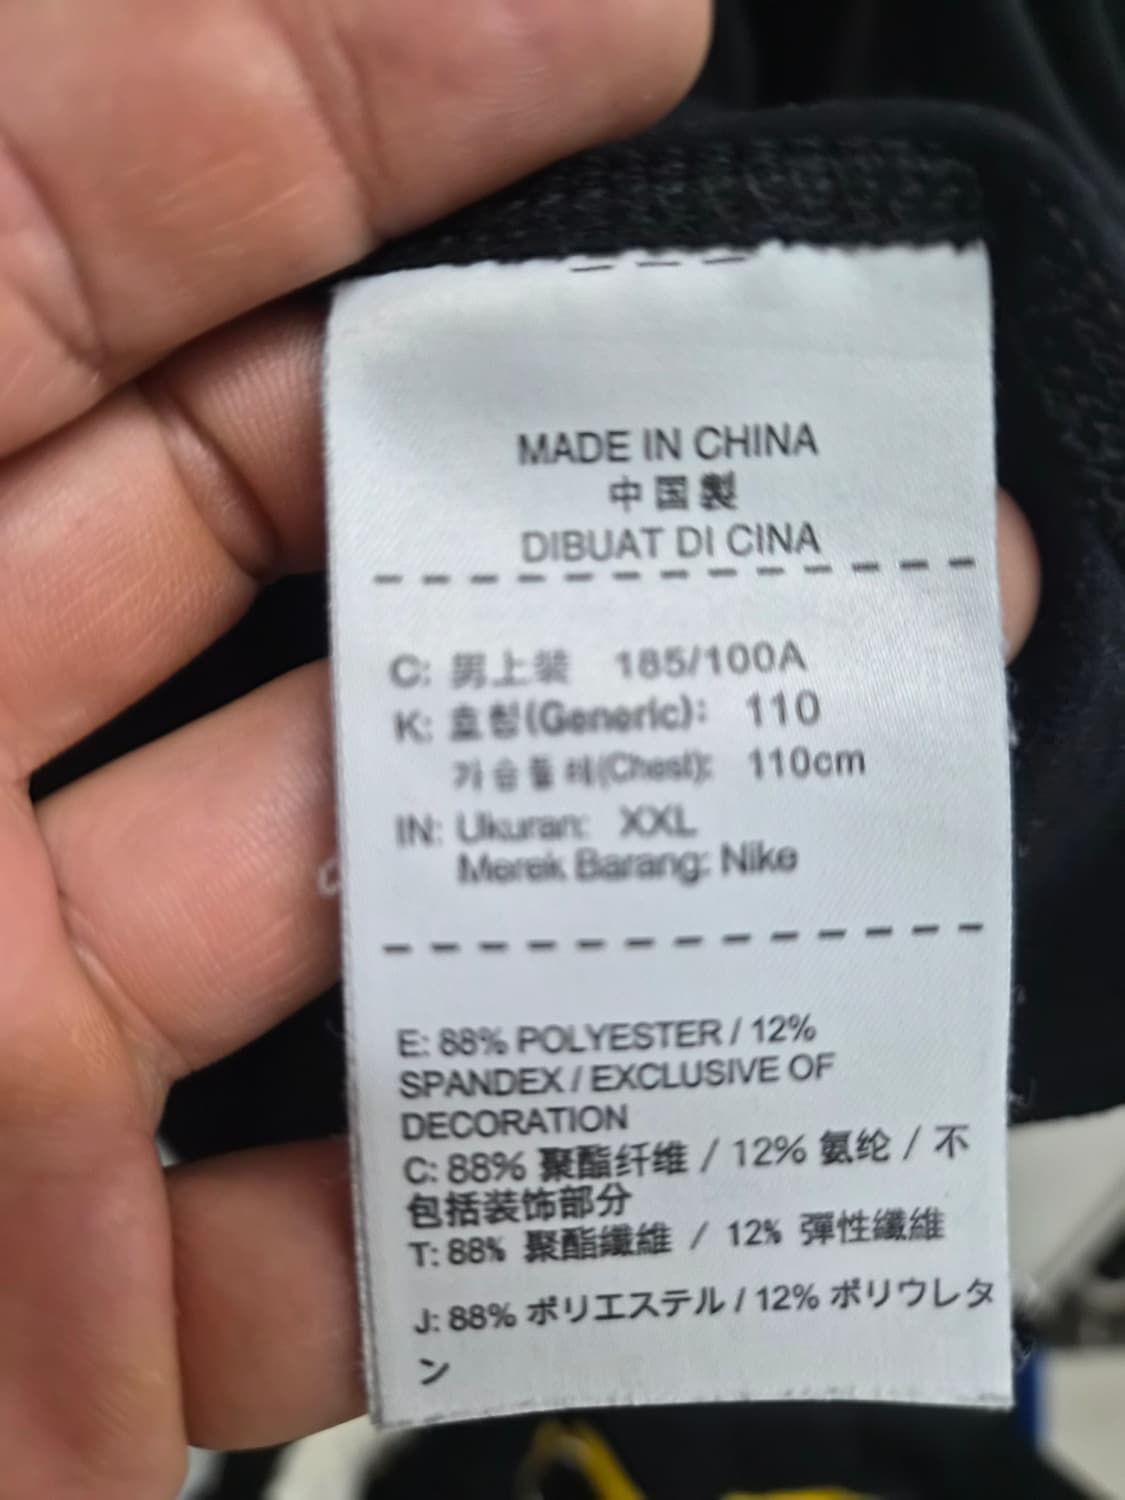 MADE IN CHINA
中国製
DIBUAT DI CINA
C: 男上装 185/100A
K: 호칭(Generic): 110
가슴둘레(Chest): 110cm
IN: Ukuran: XXL
Merek Barang: Nike
E: 88% POLYESTER / 12%
SPANDEX / EXCLUSIVE OF
DECORATION
C: 88% 聚酯纤维 / 12% 氨纶 / 不
包括装饰部分
T: 88% 聚酯纖維 / 12% 彈性纖維
J: 88% ポリエステル / 12% ポリウレタ
ン